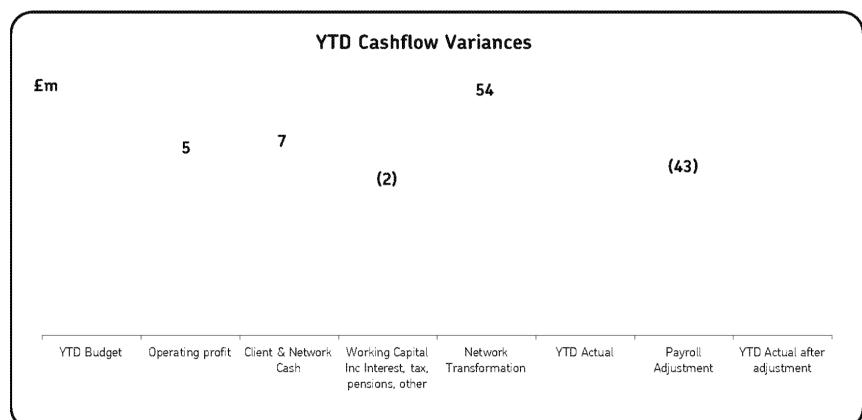 YTD Cashflow Variances
£m
54
7
5
(2)
(43)
YTD Budget
Operating profit
Client & Network
Cash
Working Capital
Inc Interest, tax,
pensions, other
Network
Transformation
YTD Actual
Payroll
Adjustment
YTD Actual after
adjustment